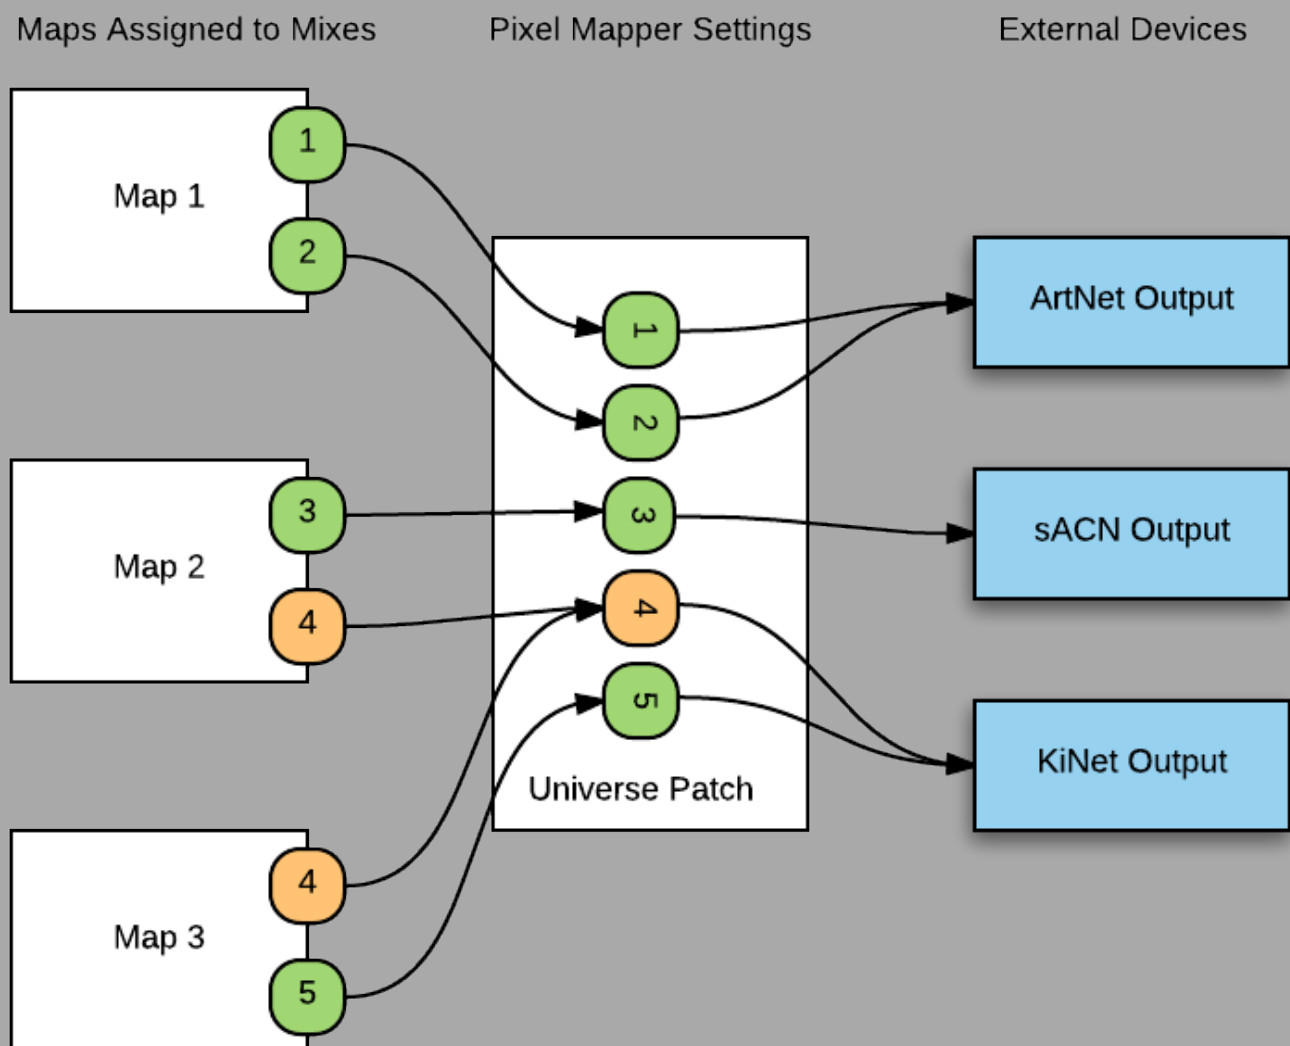 Maps Assigned to Mixes
Pixel Mapper Settings
External Devices
Map 1
1
2
Map 2
3
4
Map 3
4
5
1
2
3
4
5
Universe Patch
ArtNet Output
sACN Output
KiNet Output